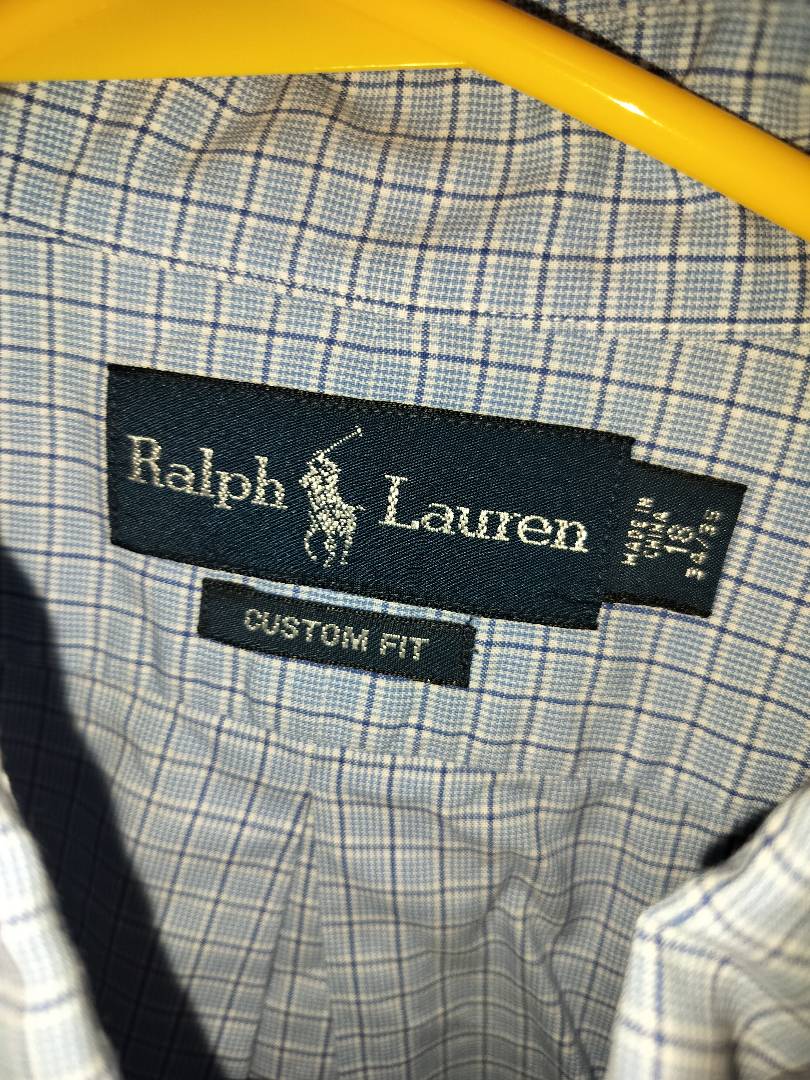 Ralph Lauren
CUSTOM FIT
MADE IN
CHINA
18
34/35